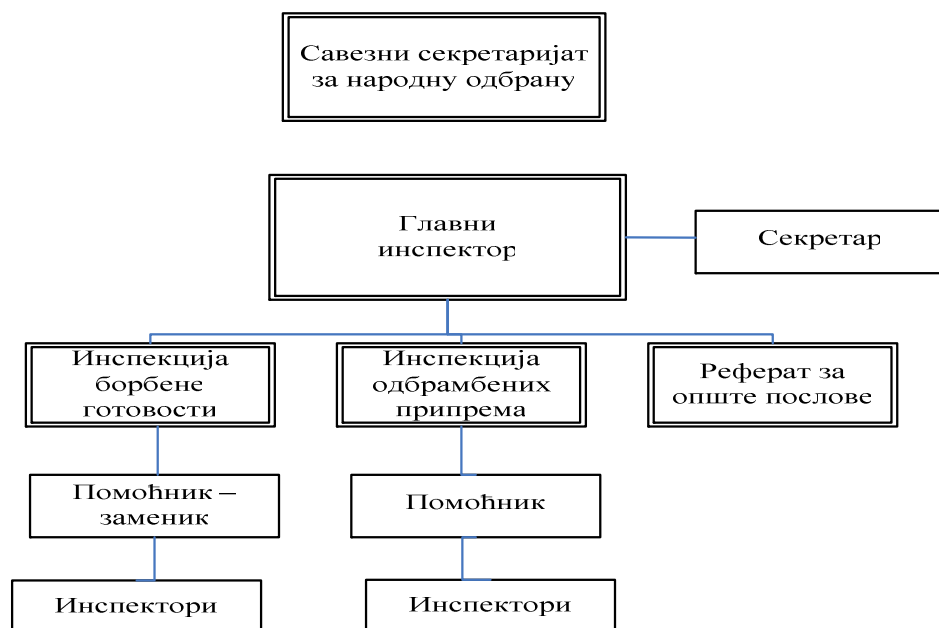 Савезни секретаријат
за народну одбрану
Главни
инспектор
Секретар
Инспекција
борбене
готовости
Инспекција
одбрамбених
припрема
Реферат за
опште послове
Помоћник –
заменик
Помоћник
Инспектори
Инспектори